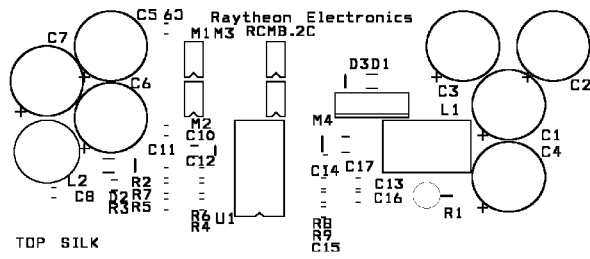 C5
Raytheon Electronics
C7
M1
M3
RCMB.2C
D3
D1
C6
C3
C2
L1
M2
M4
C10
C1
C11
C12
C4
C14
C17
L2
R2
C13
C8
D2
R7
C16
R3
R5
R6
U1
R1
R4
R8
R9
C15
TOP SILK